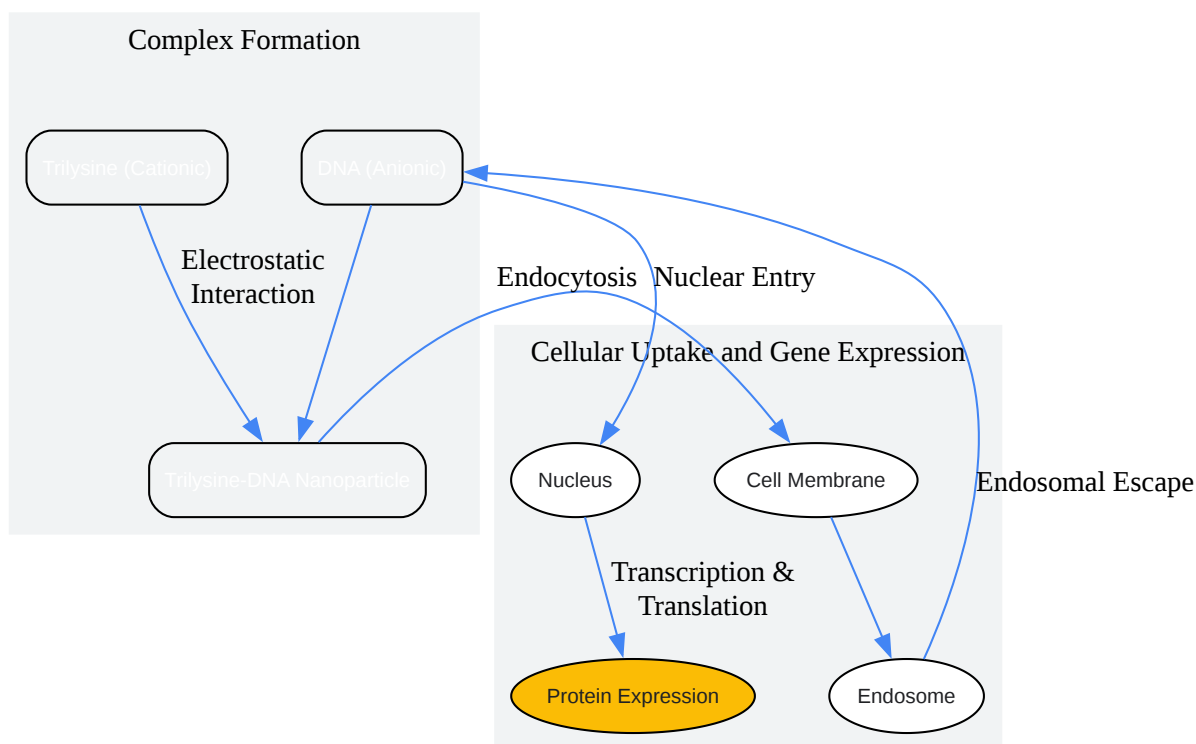 Complex Formation
Trilysine (Cationic)
DNA (Anionic)
Electrostatic
Interaction
Endocytosis
Nuclear Entry
Cellular Uptake and Gene Expression
Trilysine-DNA Nanoparticle
Nucleus
Cell Membrane
Endosomal Escape
Transcription &
Translation
Protein Expression
Endosome